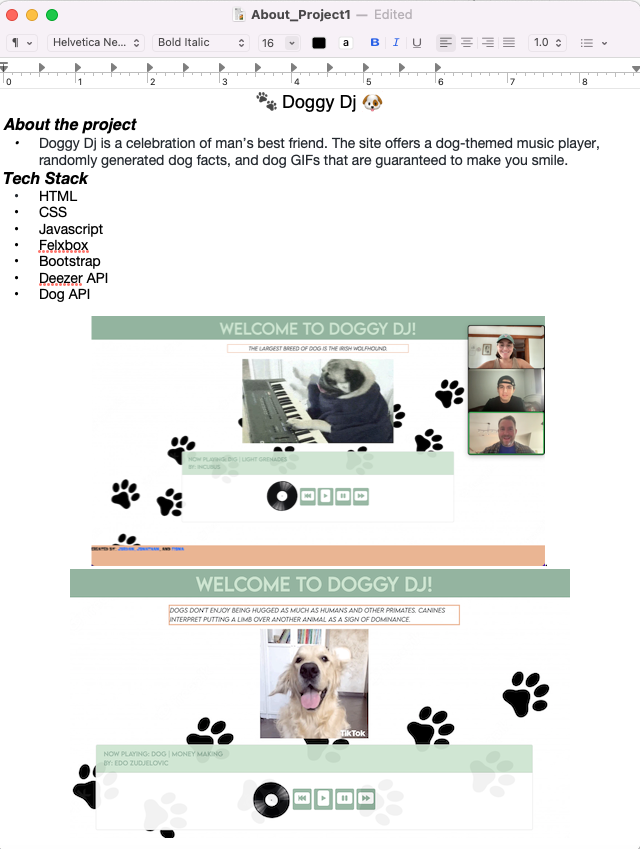 About_Project1 — Edited
¶ Helvetica Ne... Bold Italic 16 a B I U 1.0
0 1 2 3 4 5 6 7 8
🐾 Doggy Dj 🐶
About the project
• Doggy Dj is a celebration of man’s best friend. The site offers a dog-themed music player,
randomly generated dog facts, and dog GIFs that are guaranteed to make you smile.
Tech Stack
• HTML
• CSS
• Javascript
• Felxbox
• Bootstrap
• Deezer API
• Dog API
WELCOME TO DOGGY DJ!
THE LARGEST BREED OF DOG IS THE IRISH WOLFHOUND.
NOW PLAYING: DIG | LIGHT GRENADES
BY: INCUBUS
CREATED BY: JORDAN, JONATHAN, AND
WELCOME TO DOGGY DJ!
DOGS DON'T ENJOY BEING HUGGED AS MUCH AS HUMANS AND OTHER PRIMATES. CANINES
INTERPRET PUTTING A LIMB OVER ANOTHER ANIMAL AS A SIGN OF DOMINANCE.
TikTok
NOW PLAYING: DOG | MONEY MAKING
BY: EDO ZUDJELOVIC